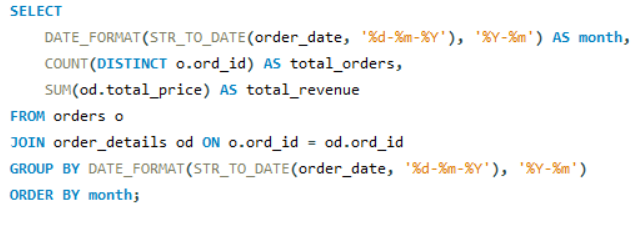 SELECT
    DATE_FORMAT(STR_TO_DATE(order_date, '%d-%m-%Y'), '%Y-%m') AS month,
    COUNT(DISTINCT o.ord_id) AS total_orders,
    SUM(od.total_price) AS total_revenue
FROM orders o
JOIN order_details od ON o.ord_id = od.ord_id
GROUP BY DATE_FORMAT(STR_TO_DATE(order_date, '%d-%m-%Y'), '%Y-%m')
ORDER BY month;